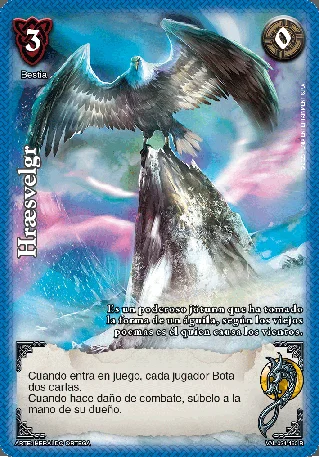 3
0
Bestia
Hræsvelgr
Es un poderoso jötunn que ha tomado
la forma de un águila, según los viejos
poemas es él quien causa los vientos.
Cuando entra en juego, cada jugador Bota
dos cartas.
Cuando hace daño de combate, súbelo a la
mano de su dueño.
ORTEGA